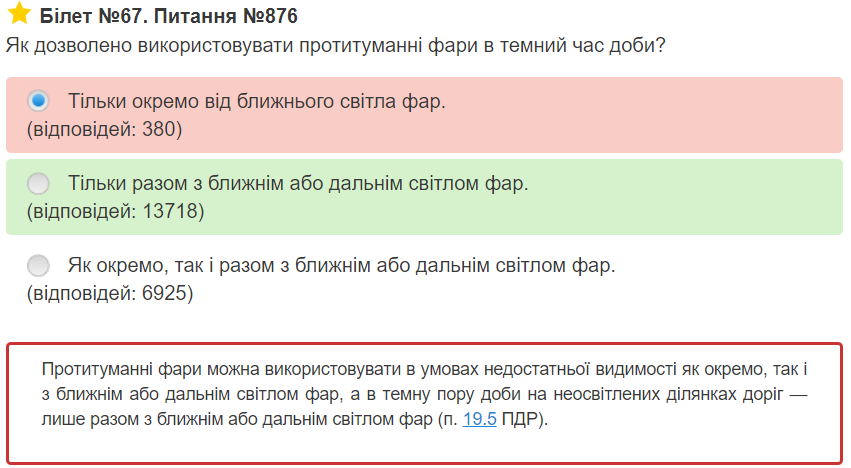 Білет №67. Питання №876
Як дозволено використовувати протитуманні фари в темний час доби?
Тільки окремо від ближнього світла фар.
(відповідей: 380)
Тільки разом з ближнім або дальнім світлом фар.
(відповідей: 13718)
Як окремо, так і разом з ближнім або дальнім світлом фар.
(відповідей: 6925)
Протитуманні фари можна використовувати в умовах недостатньої видимості як окремо, так і
з ближнім або дальнім світлом фар, а в темну пору доби на неосвітлених ділянках доріг —
лише разом з ближнім або дальнім світлом фар (п. 19.5 ПДР).